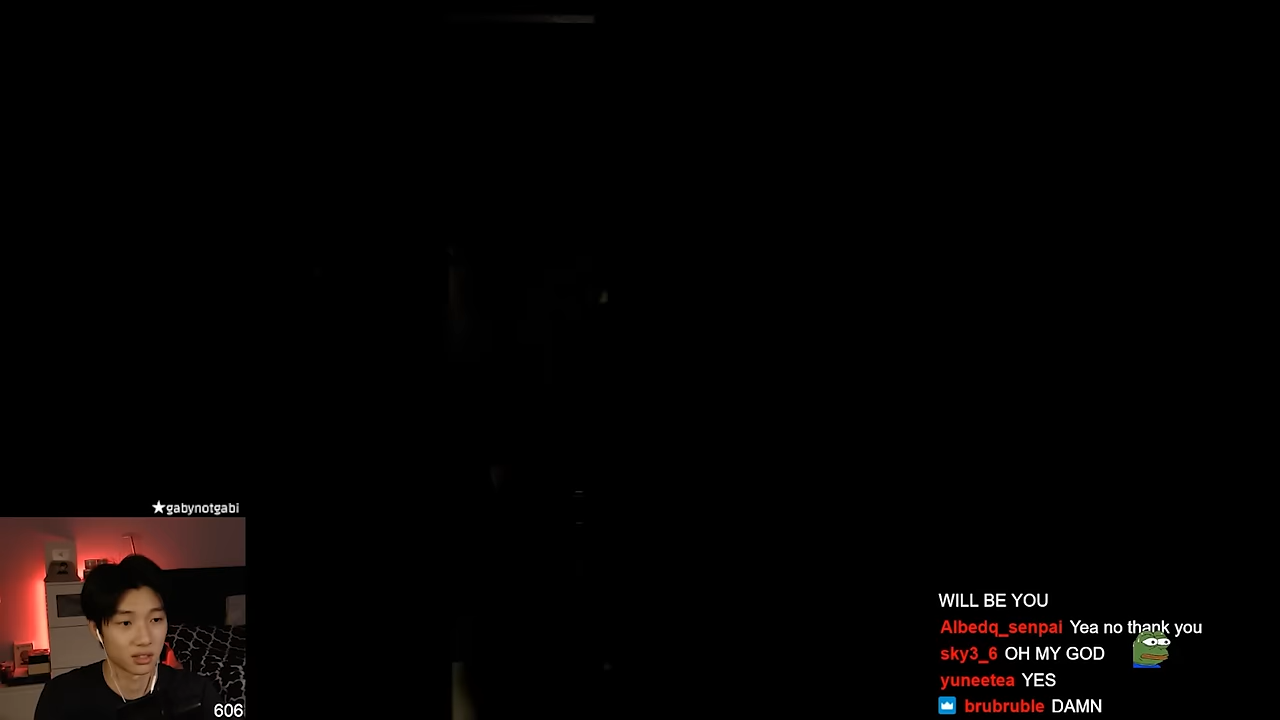 ★gabynotgabi
606
WILL BE YOU
Albedq_senpai Yea no thank you
sky3_6 OH MY GOD
yuneetea YES
brubruble DAMN